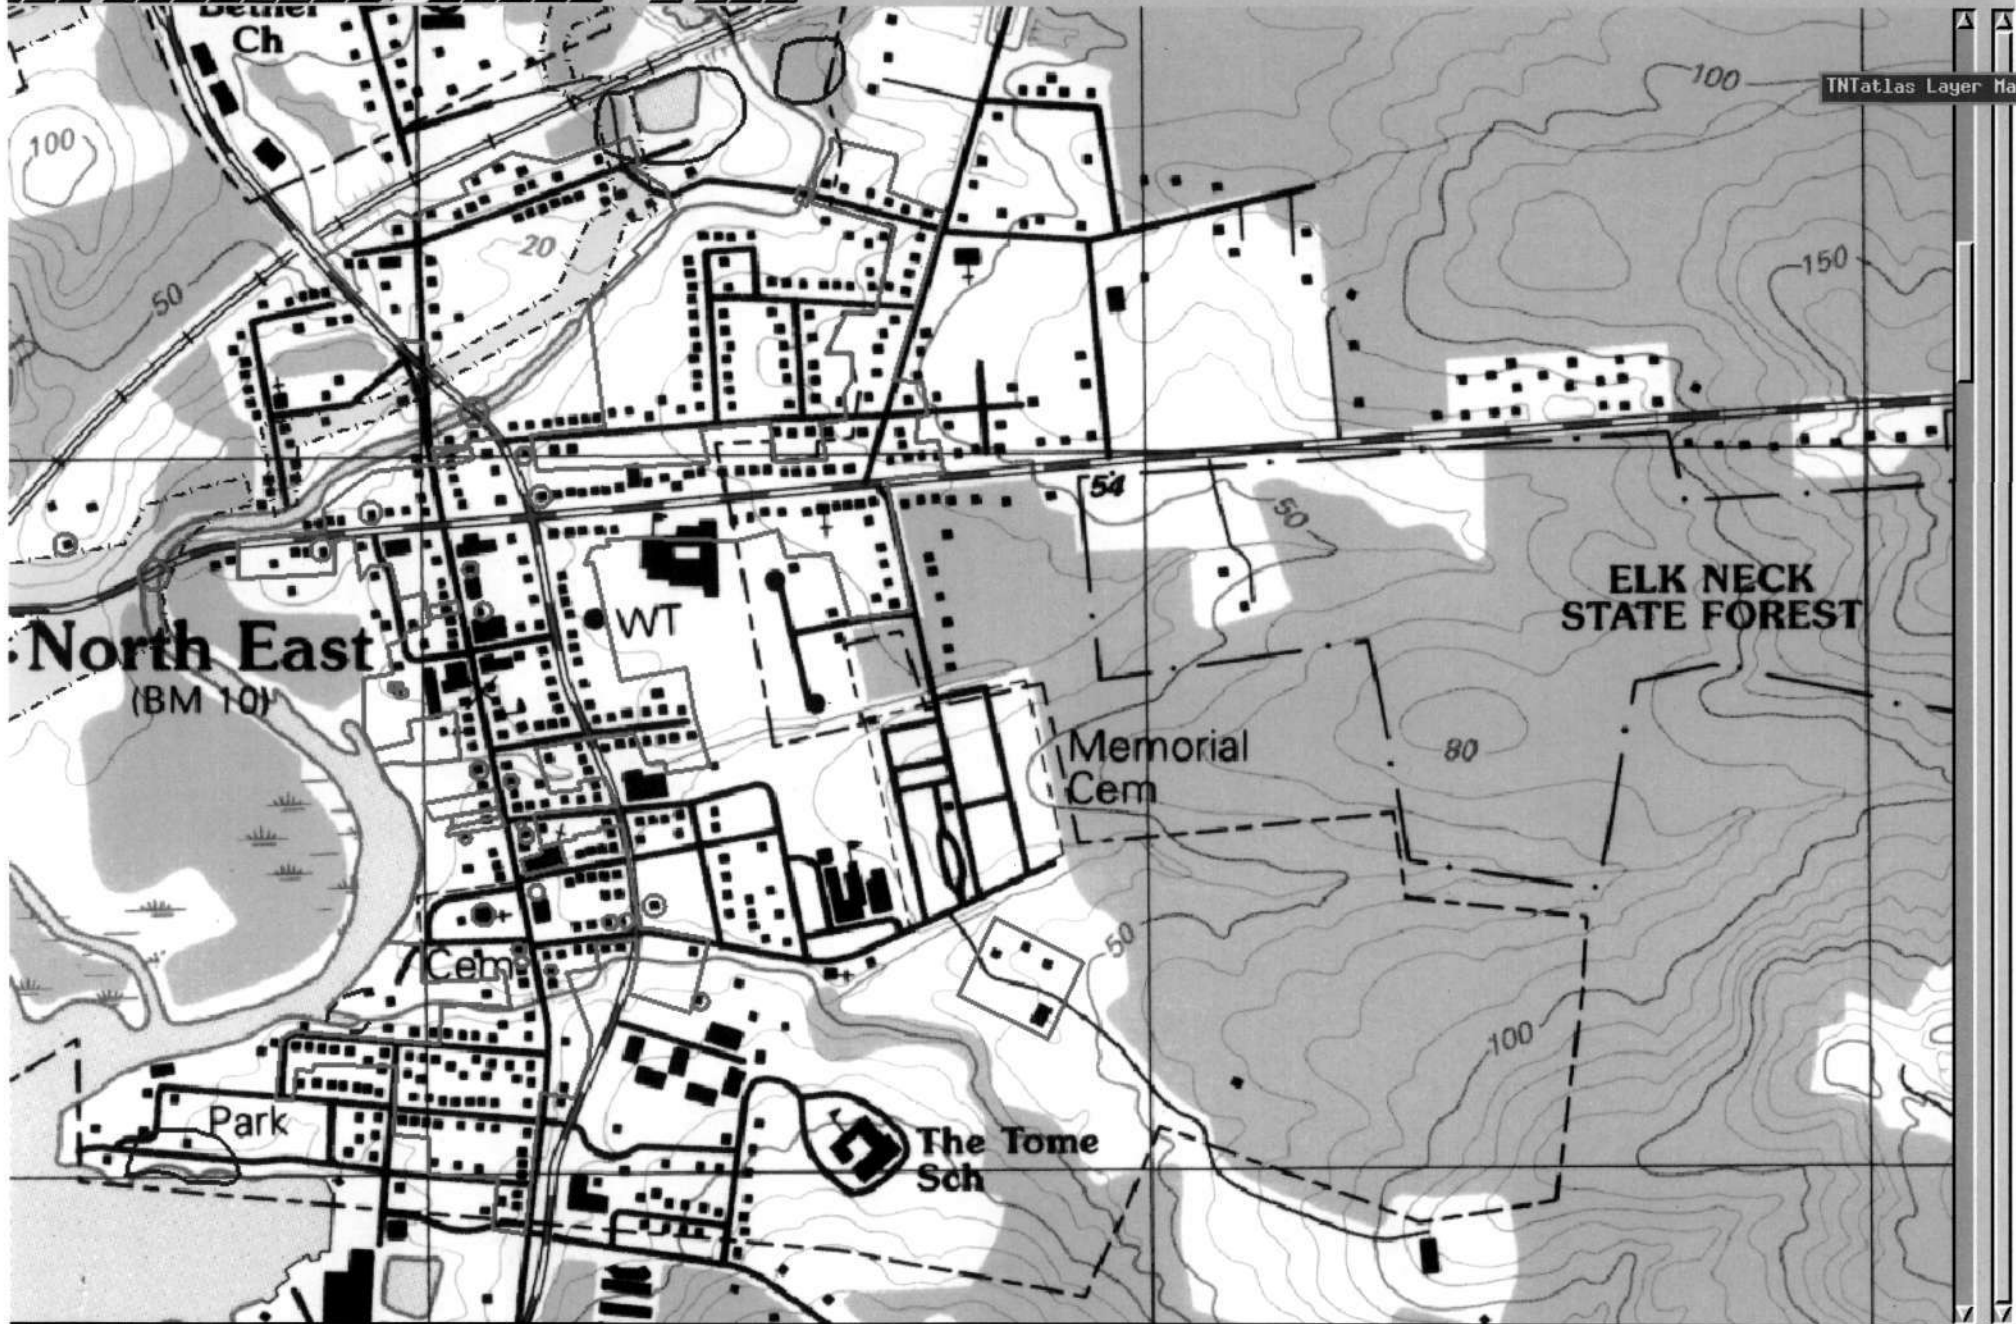 Bethel
Ch
100
TNTatlas Layer Ma
100
20
150
50
54
50
ELK NECK
STATE FOREST
WT
North East
(BM 10)
80
Memorial
Cem
50
Cem
100
Park
The Tome
Sch